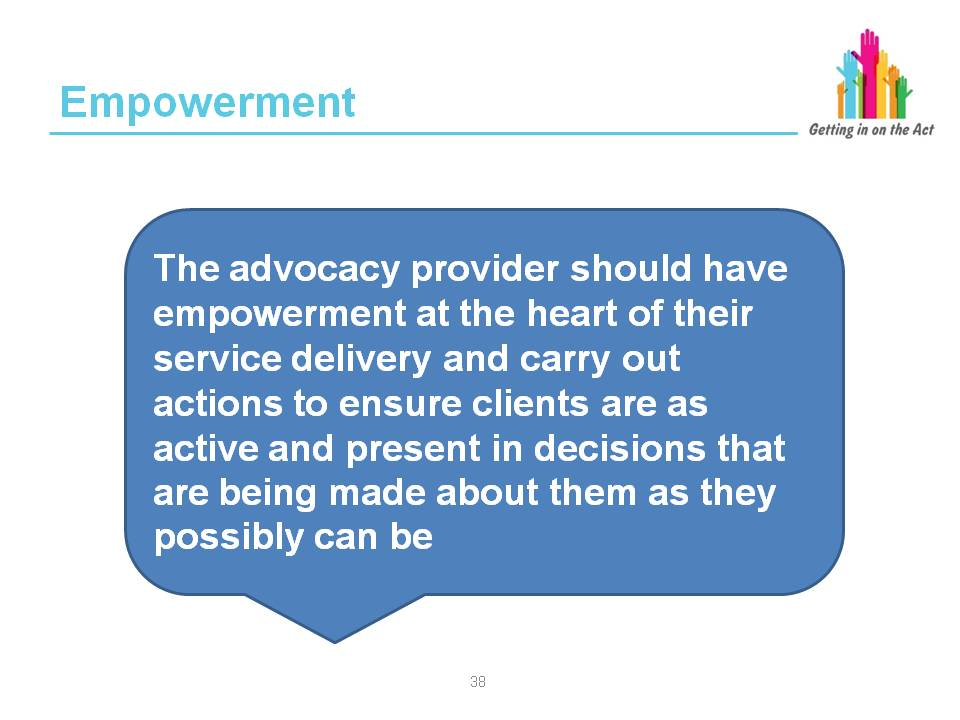 Empowerment
Getting in on the Act
The advocacy provider should have
empowerment at the heart of their
service delivery and carry out
actions to ensure clients are as
active and present in decisions that
are being made about them as they
possibly can be
38